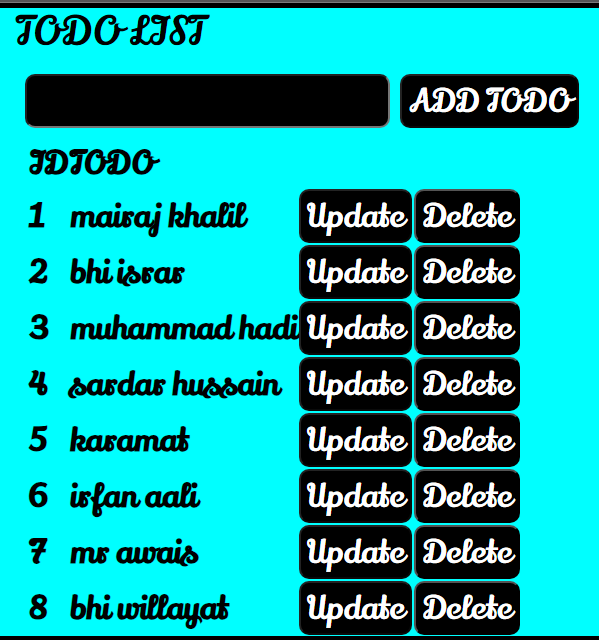 TODO LIST
ADD TODO
IDTODO
1 mairaj khalil Update Delete
2 bhi israr Update Delete
3 muhammad hadi Update Delete
4 sardar hussain Update Delete
5 karamat Update Delete
6 irfan aali Update Delete
7 mr awais Update Delete
8 bhi willayat Update Delete